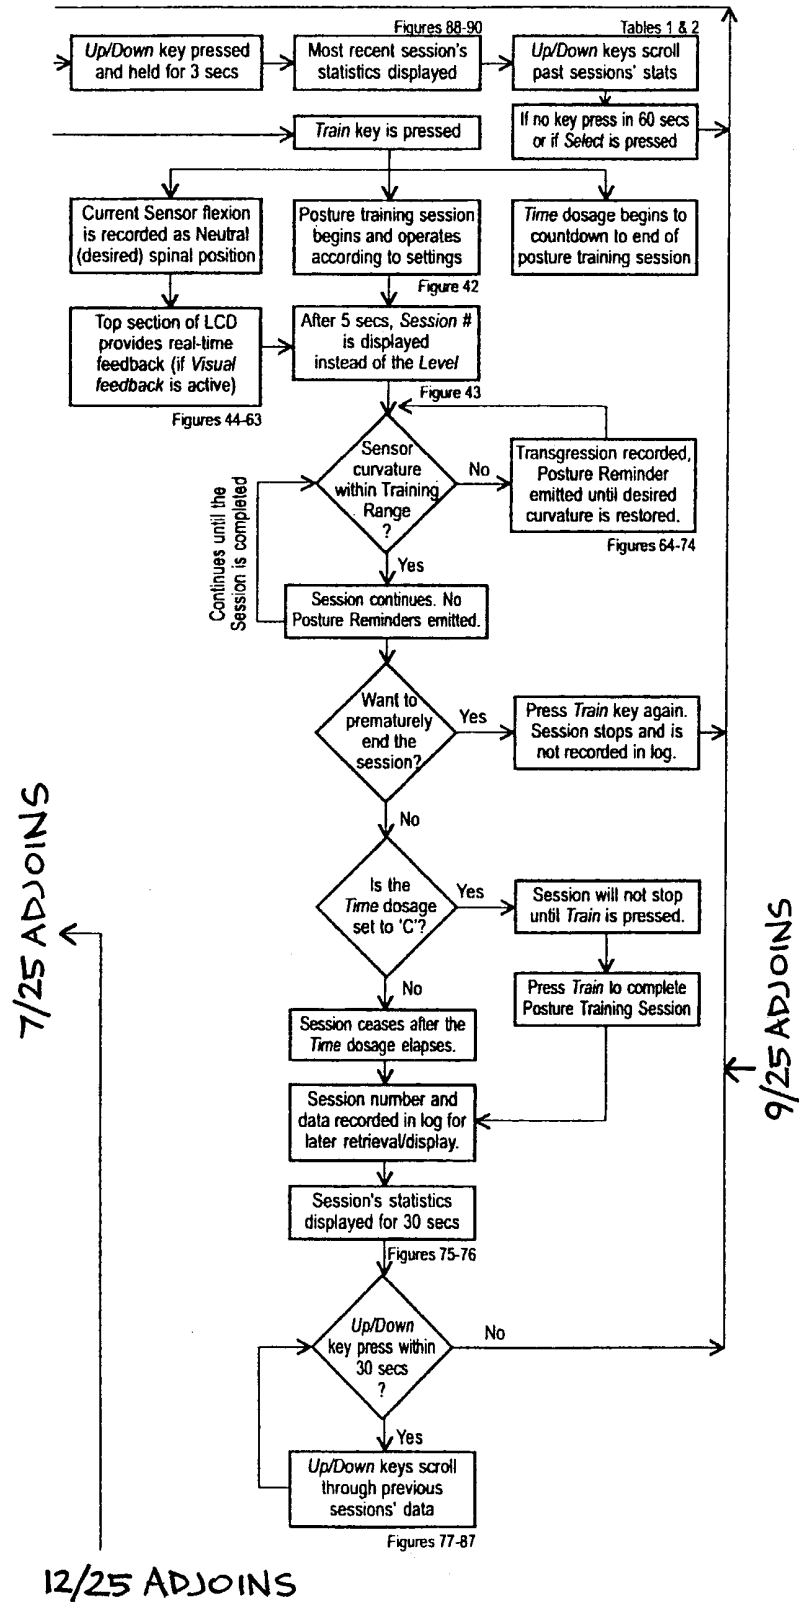 Figures 88-90
Tables 1 & 2
Up/Down key pressed
and held for 3 secs
Most recent session's
statistics displayed
Up/Down keys scroll
past sessions' stats
If no key press in 60 secs
or if Select is pressed
Train key is pressed
Current Sensor flexion
is recorded as Neutral
(desired) spinal position
Posture training session
begins and operates
according to settings
Time dosage begins to
countdown to end of
posture training session
Figure 42
Top section of LCD
provides real-time
feedback (if Visual
feedback is active)
Figures 44-63
After 5 secs, Session #
is displayed
instead of the Level
Figure 43
Sensor
curvature
within Training
Range
?
No
Transgression recorded,
Posture Reminder
emitted until desired
curvature is restored.
Figures 64-74
Continues until the
Session is completed
Yes
Session continues. No
Posture Reminders emitted.
Want to
prematurely
end the
session?
Yes
Press Train key again.
Session stops and is
not recorded in log.
No
Is the
Time dosage
set to 'C'?
Yes
Session will not stop
until Train is pressed.
Press Train to complete
Posture Training Session
No
Session ceases after the
Time dosage elapses.
Session number and
data recorded in log for
later retrieval/display.
Session's statistics
displayed for 30 secs
Figures 75-76
Up/Down
key press within
30 secs
?
No
Yes
Up/Down keys scroll
through previous
sessions' data
Figures 77-87
7/25 ADJOINS
9/25 ADJOINS
12/25 ADJOINS